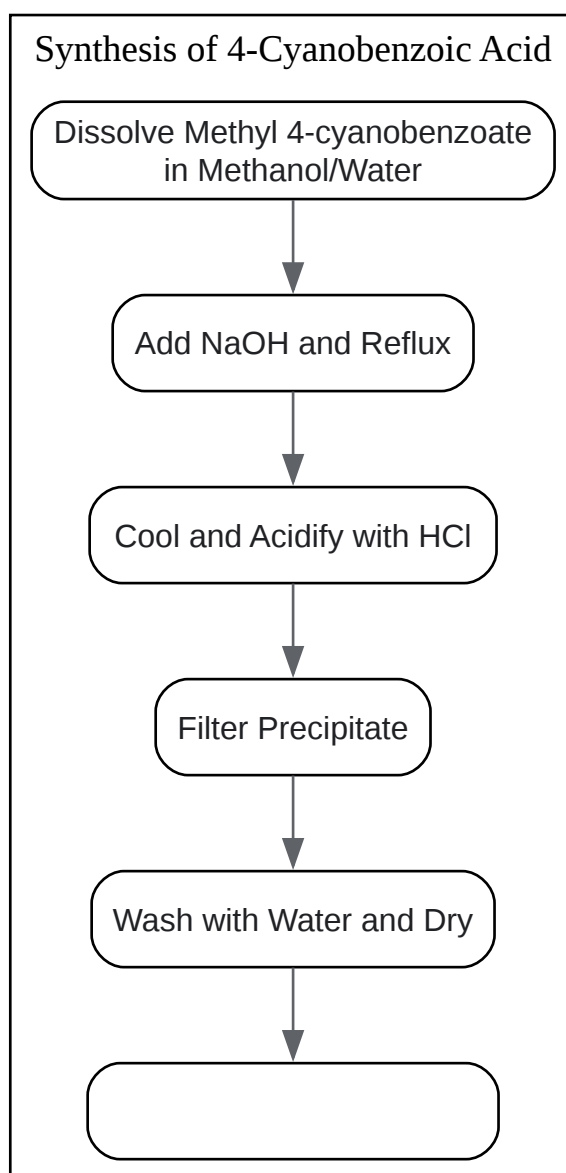 Synthesis of 4-Cyanobenzoic Acid
Dissolve Methyl 4-cyanobenzoate
in Methanol/Water
Add NaOH and Reflux
Cool and Acidify with HCl
Filter Precipitate
Wash with Water and Dry